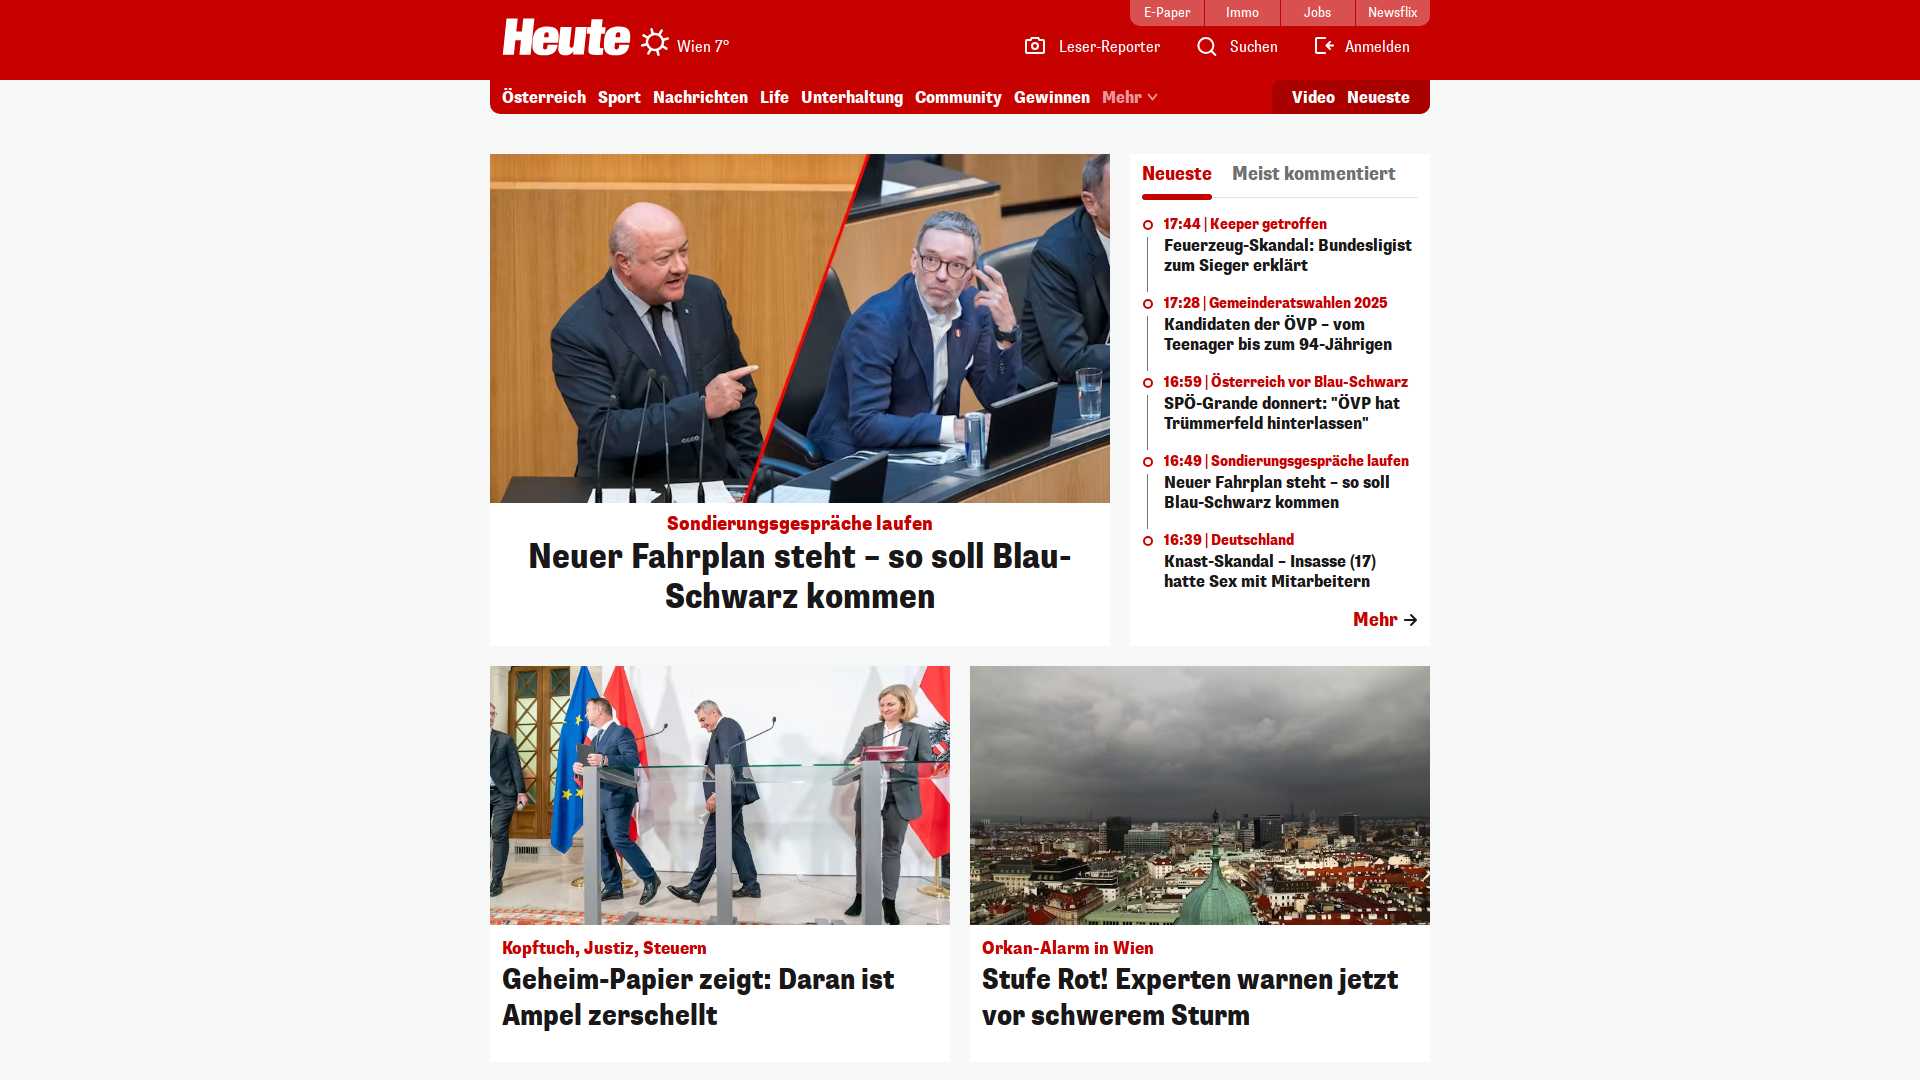 E-Paper
Immo
Jobs
Newsflix
Heute
Wien 7°
Leser-Reporter
Suchen
Anmelden
Österreich
Sport
Nachrichten
Life
Unterhaltung
Community
Gewinnen
Mehr
Video
Neueste
Sondierungsgespräche laufen
Neuer Fahrplan steht – so soll Blau-
Schwarz kommen
Neueste
Meist kommentiert
17:44 | Keeper getroffen
Feuerzeug-Skandal: Bundesligist
zum Sieger erklärt
17:28 | Gemeinderatswahlen 2025
Kandidaten der ÖVP – vom
Teenager bis zum 94-Jährigen
16:59 | Österreich vor Blau-Schwarz
SPÖ-Grande donnert: "ÖVP hat
Trümmerfeld hinterlassen"
16:49 | Sondierungsgespräche laufen
Neuer Fahrplan steht – so soll
Blau-Schwarz kommen
16:39 | Deutschland
Knast-Skandal – Insasse (17)
hatte Sex mit Mitarbeitern
Mehr
Kopftuch, Justiz, Steuern
Geheim-Papier zeigt: Daran ist
Ampel zerschellt
Orkan-Alarm in Wien
Stufe Rot! Experten warnen jetzt
vor schwerem Sturm